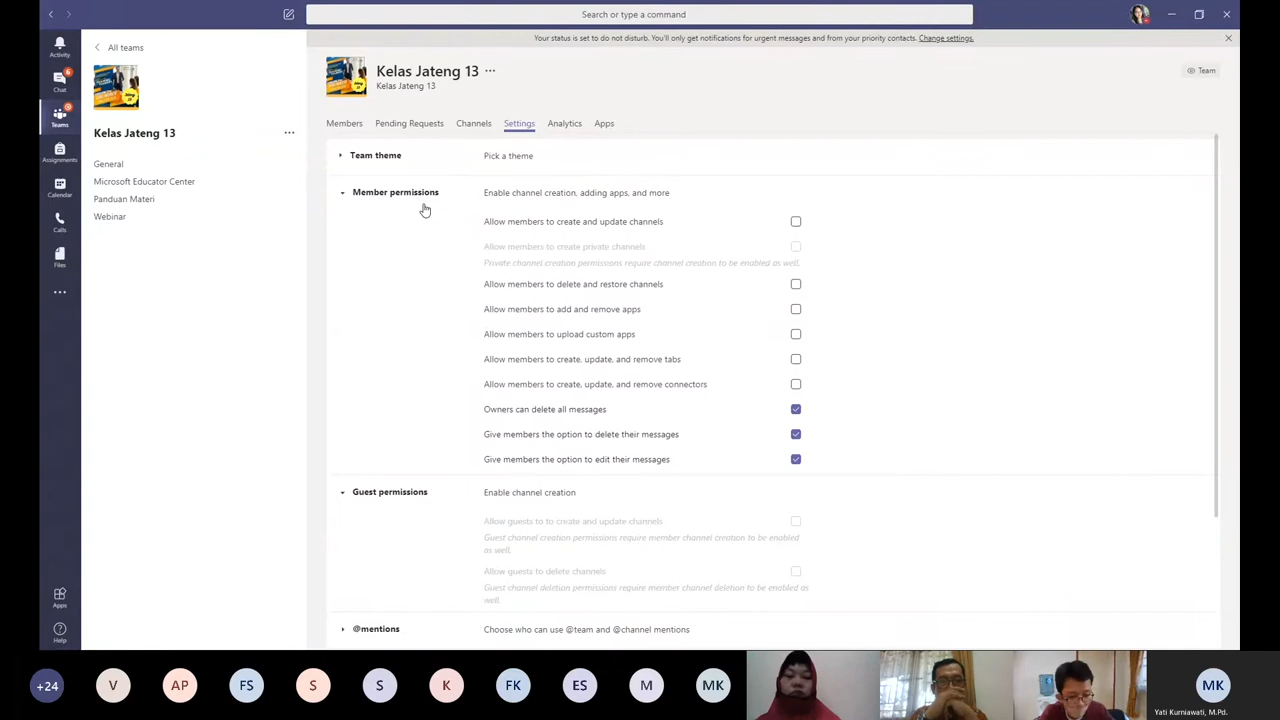 Search or type a command
Your status is set to do not disturb. You'll only get notifications for urgent messages and from your priority contacts. Change settings.
Activity
Chat
6
Teams
Assignments
Calendar
Calls
Files
Apps
Help
All teams
Kelas Jateng 13
General
Microsoft Educator Center
Panduan Materi
Webinar
Kelas Jateng 13
Kelas Jateng 13
Team
Members Pending Requests Channels Settings Analytics Apps
Team theme Pick a theme
Member permissions Enable channel creation, adding apps, and more
Allow members to create and update channels
Allow members to create private channels
Private channel creation permissions require channel creation to be enabled as well.
Allow members to delete and restore channels
Allow members to add and remove apps
Allow members to upload custom apps
Allow members to create, update, and remove tabs
Allow members to create, update, and remove connectors
Owners can delete all messages
Give members the option to delete their messages
Give members the option to edit their messages
Guest permissions Enable channel creation
Allow guests to to create and update channels
Guest channel creation permissions require member channel creation to be enabled
as well.
Allow guests to delete channels
Guest channel deletion permissions require member channel deletion to be enabled as
well.
@mentions Choose who can use @team and @channel mentions
+24 V AP FS S S K FK ES M MK MK
Yati Kurniawati, M.Pd.